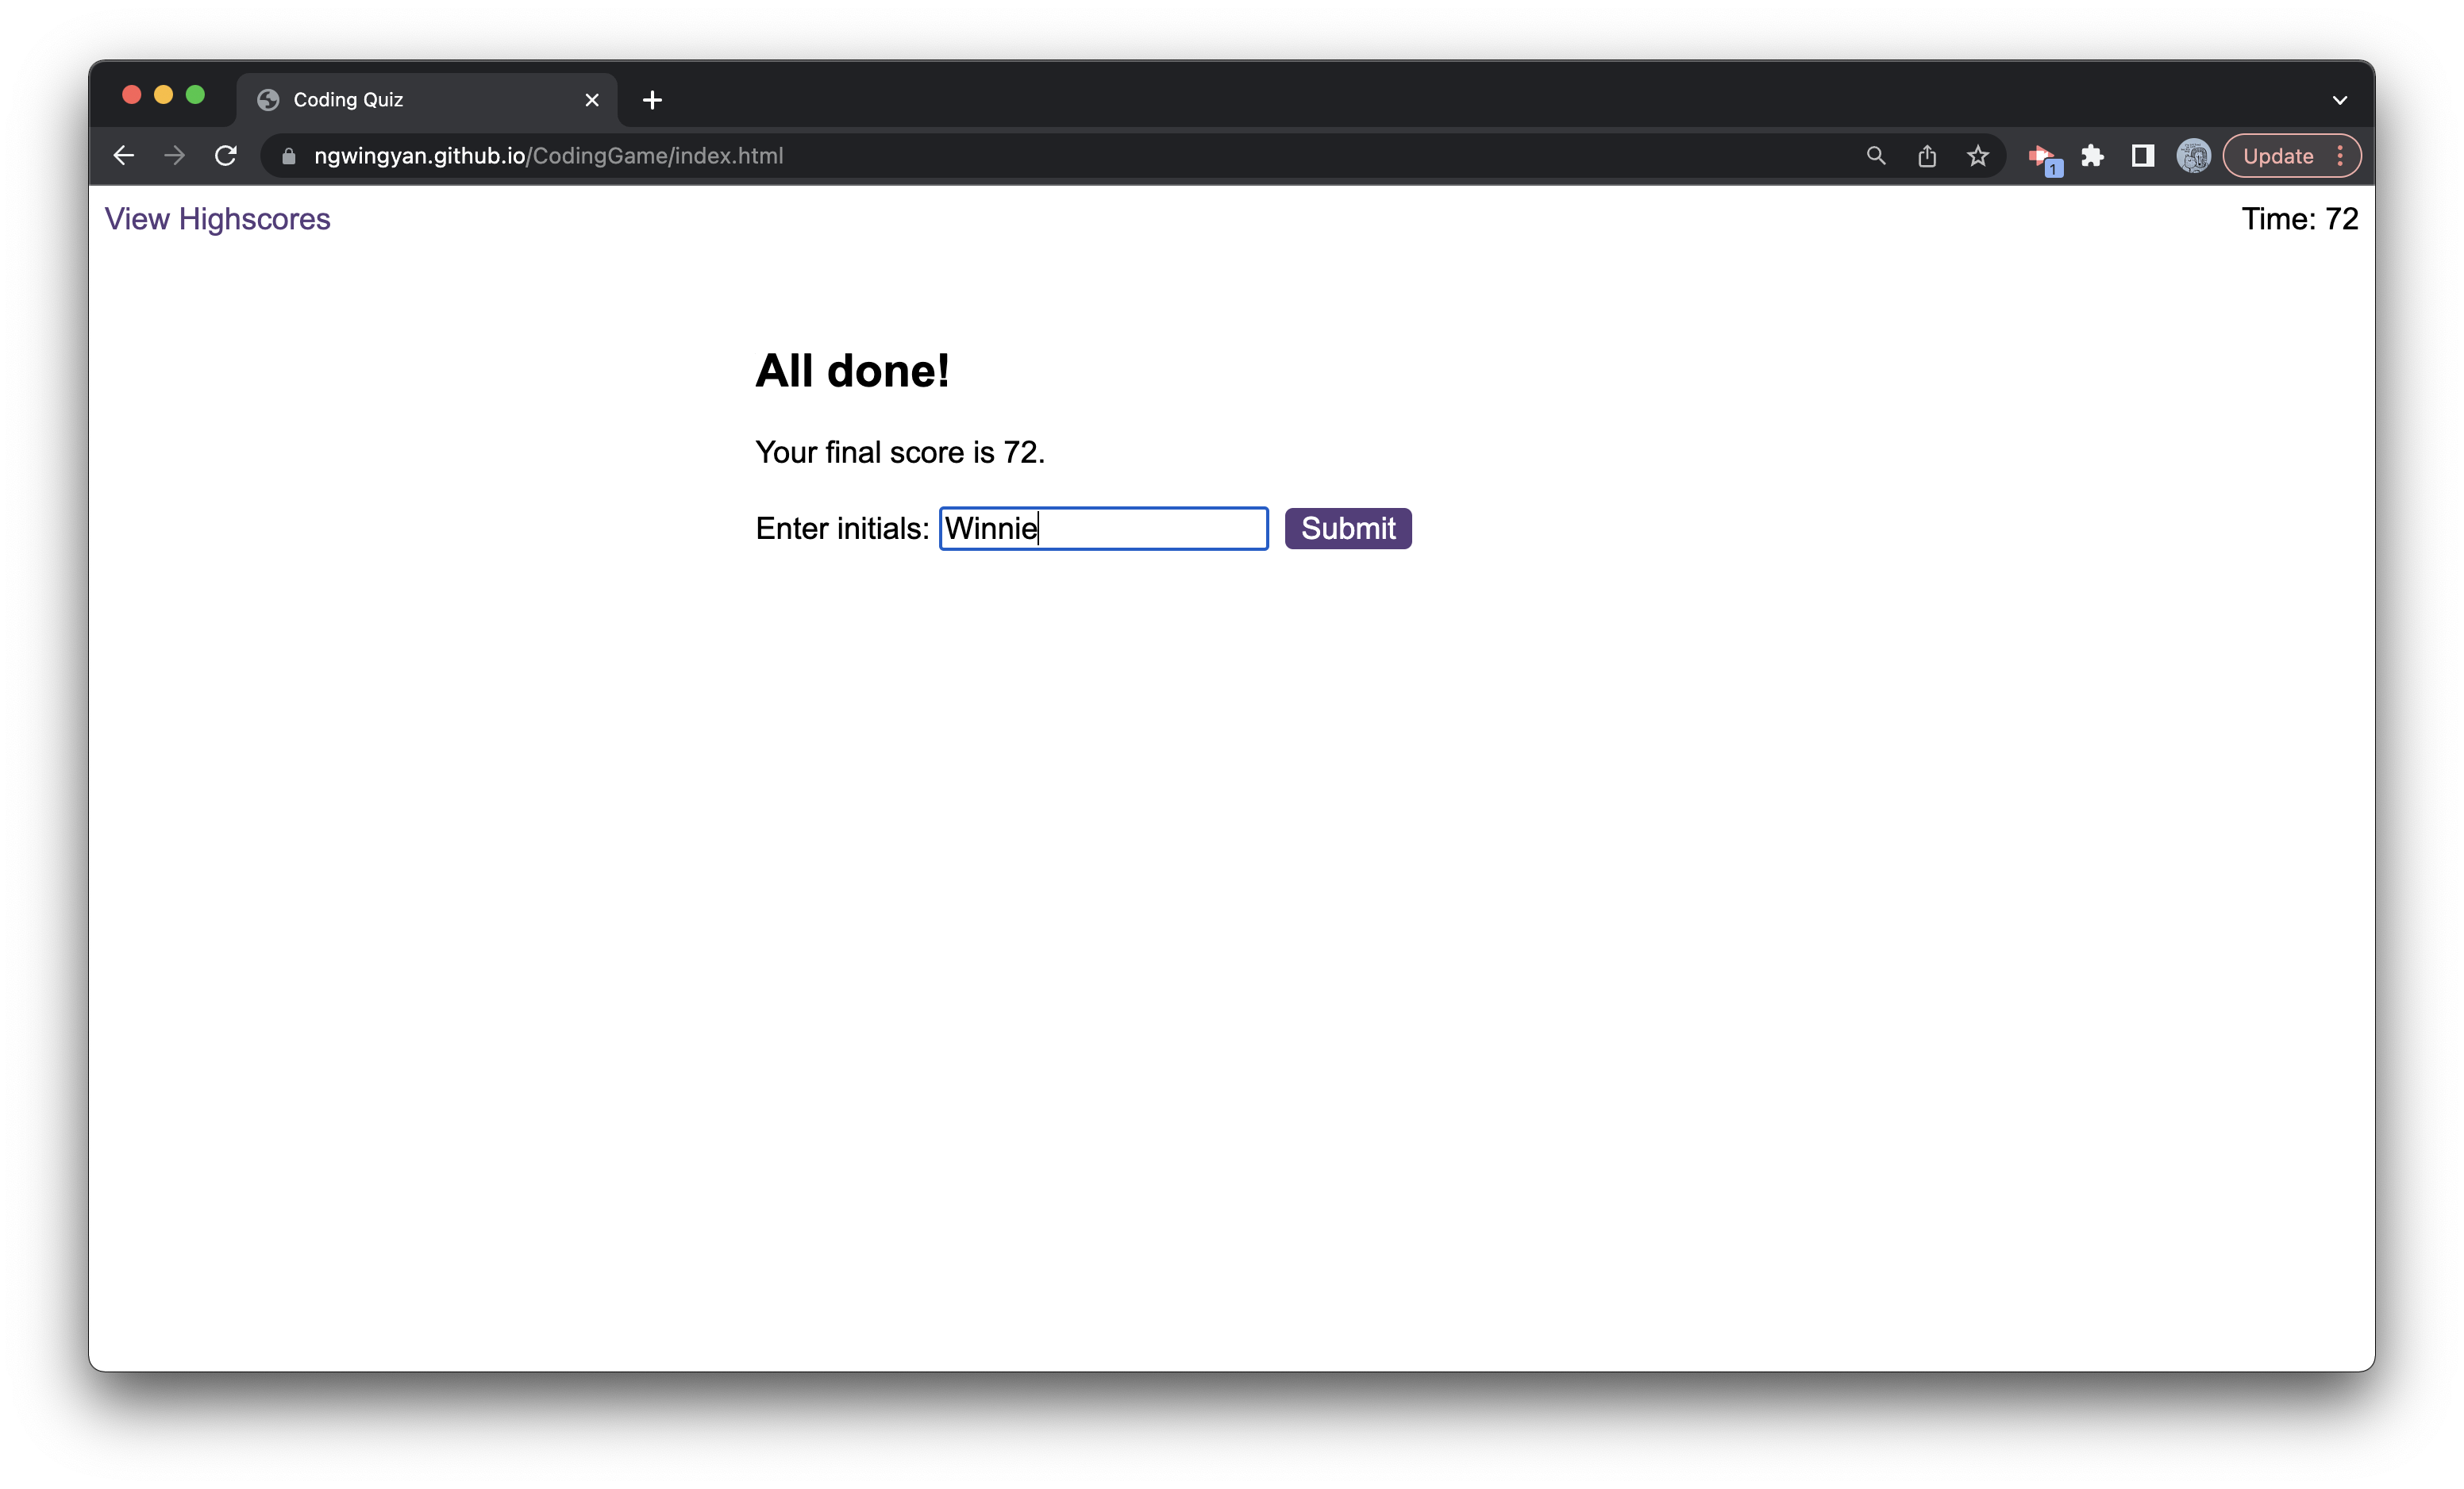 Coding Quiz
ngwingyan.github.io/CodingGame/index.html
1
Update
View Highscores
Time: 72
All done!
Your final score is 72.
Enter initials: Winnie Submit